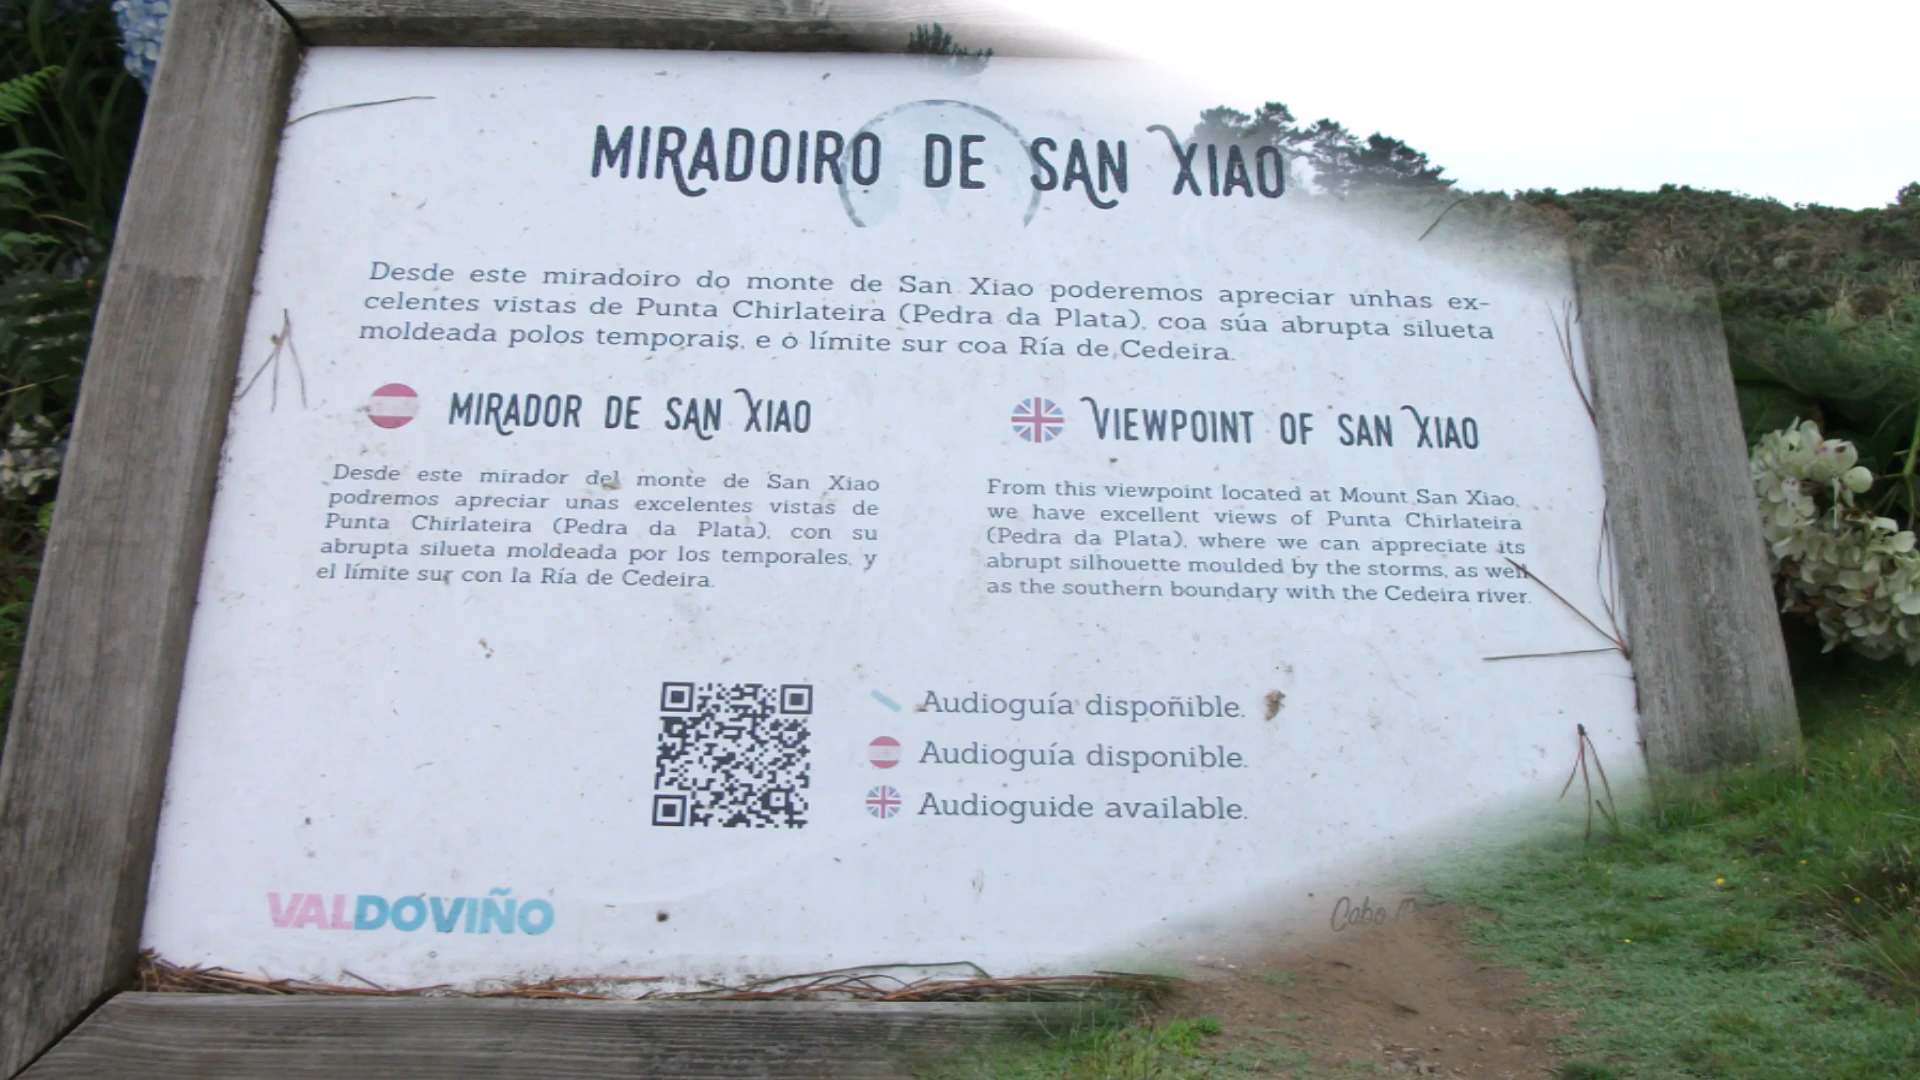 MIRADOIRO DE SAN XIAO
Desde este miradoiro do monte de San Xiao poderemos apreciar unhas ex-
celentes vistas de Punta Chirlateira (Pedra da Plata), coa súa abrupta silueta
moldeada polos temporais, e o límite sur coa Ría de Cedeira.
MIRADOR DE SAN XIAO
Desde este mirador del monte de San Xiao
podremos apreciar unas excelentes vistas de
Punta Chirlateira (Pedra da Plata), con su
abrupta silueta moldeada por los temporales, y
el límite sur con la Ría de Cedeira.
VIEWPOINT OF SAN XIAO
From this viewpoint located at Mount San Xiao,
we have excellent views of Punta Chirlateira
(Pedra da Plata), where we can appreciate its
abrupt silhouette moulded by the storms, as well
as the southern boundary with the Cedeira river.
Audioguía dispoñible.
Audioguía disponible.
Audioguide available.
VALDOVIÑO
Cabo